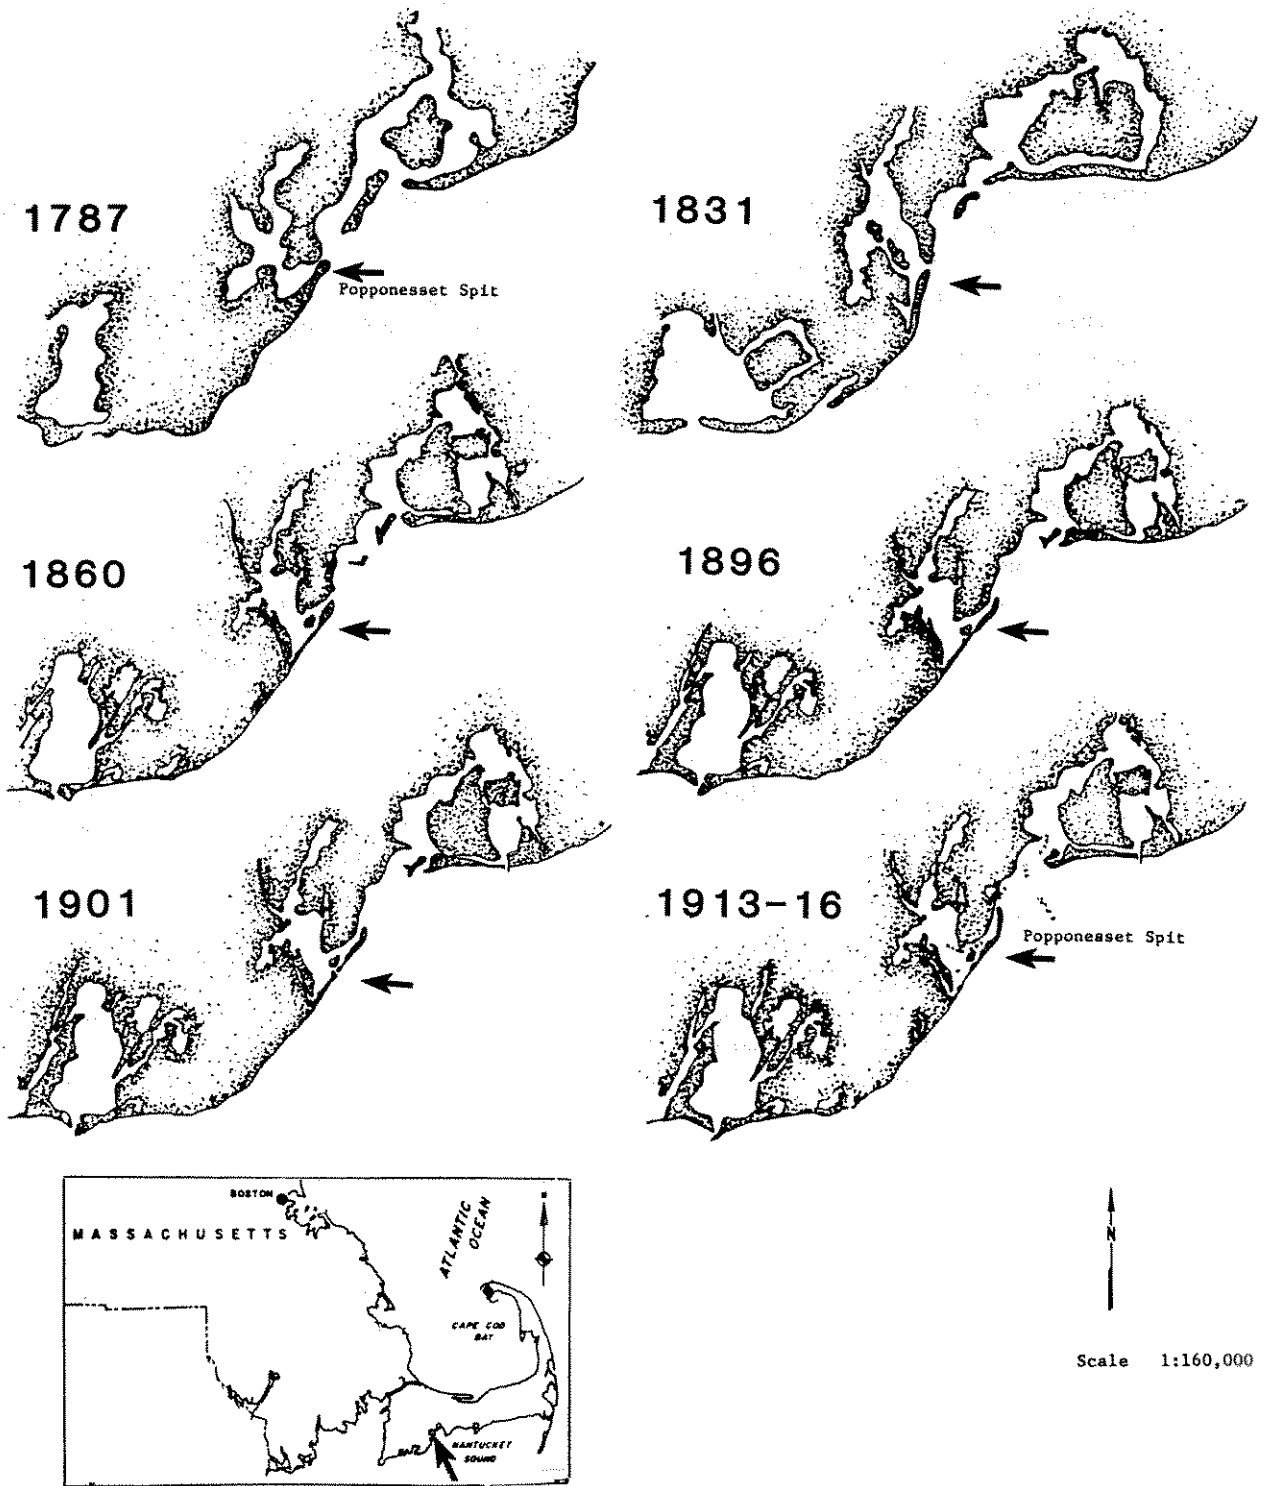 1787
1831
Popponesset Spit
1860
1896
1901
1913-16
Popponesset Spit
BOSTON
MASSACHUSETTS
ATLANTIC
OCEAN
CAPE COD
BAY
NANTUCKET
SOUND
N
Scale 1:160,000